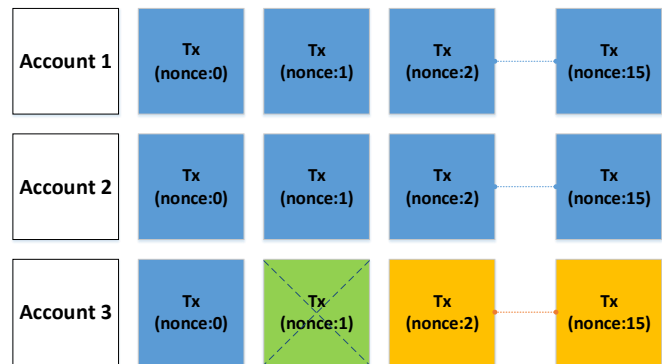 Account 1
Tx
(nonce:0)
Tx
(nonce:1)
Tx
(nonce:2)
Tx
(nonce:15)
Account 2
Tx
(nonce:0)
Tx
(nonce:1)
Tx
(nonce:2)
Tx
(nonce:15)
Account 3
Tx
(nonce:0)
Tx
(nonce:1)
Tx
(nonce:2)
Tx
(nonce:15)